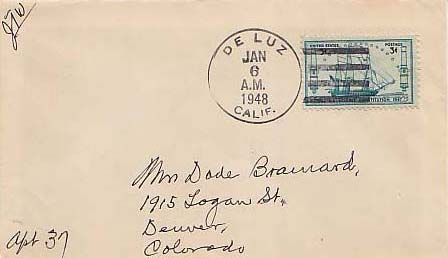 DE LUZ
JAN
6
A.M.
1948
CALIF.
UNITED STATES POSTAGE
3¢
Mrs Dode Brainard,
1915 Logan St.
Denver,
Colorado
Apt 37